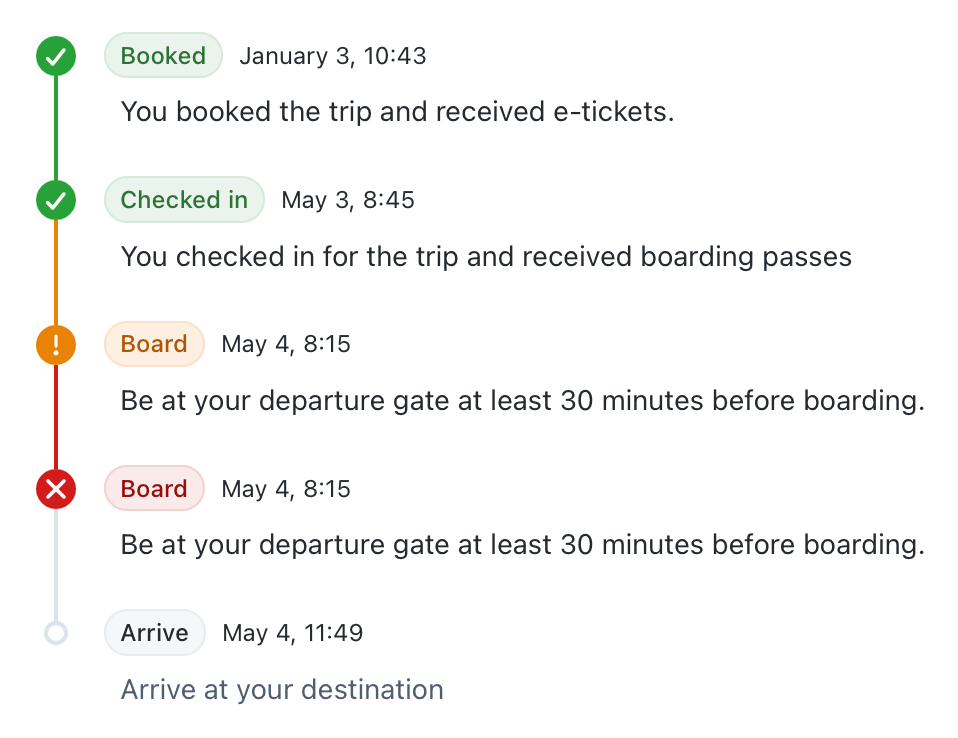 Booked January 3, 10:43
You booked the trip and received e-tickets.
Checked in May 3, 8:45
You checked in for the trip and received boarding passes
Board May 4, 8:15
Be at your departure gate at least 30 minutes before boarding.
Board May 4, 8:15
Be at your departure gate at least 30 minutes before boarding.
Arrive May 4, 11:49
Arrive at your destination